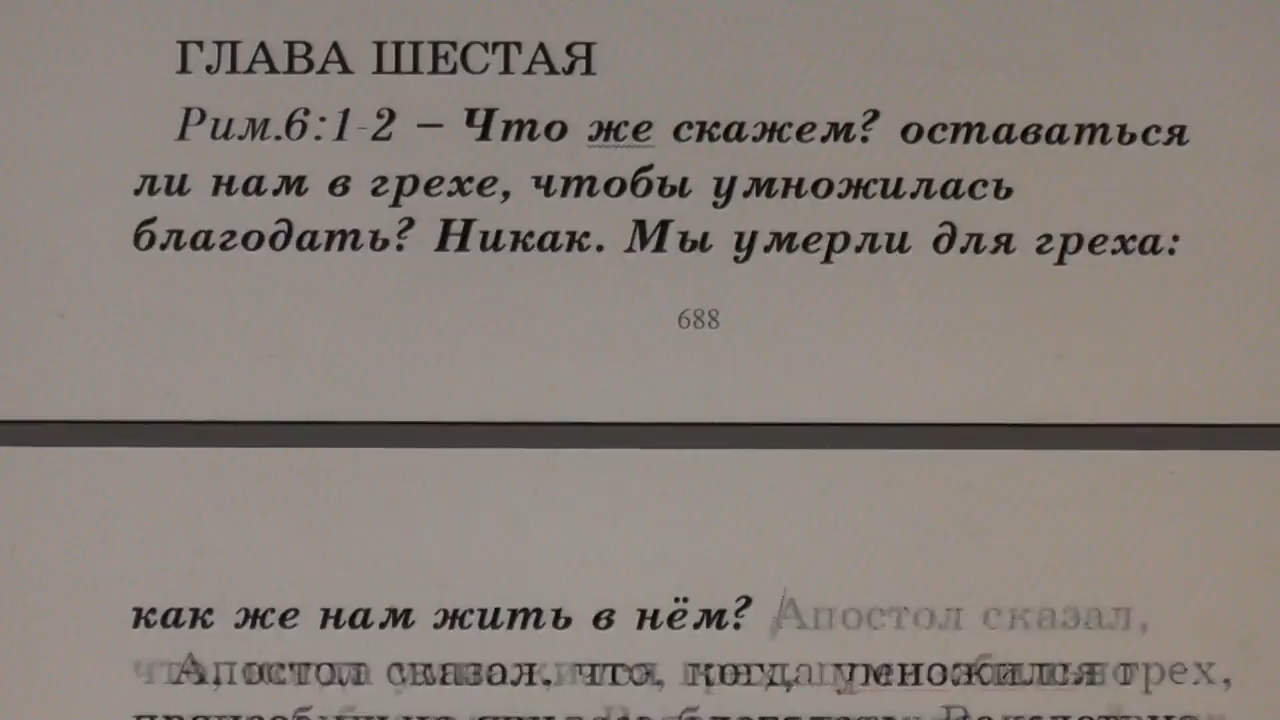 ГЛАВА ШЕСТАЯ
Рим.6:1-2 – Что же скажем? оставаться
ли нам в грехе, чтобы умножилась
благодать? Никак. Мы умерли для греха:
688
как же нам жить в нём? Апостол сказал,
Апостол сказал, что, когда умножился грех,